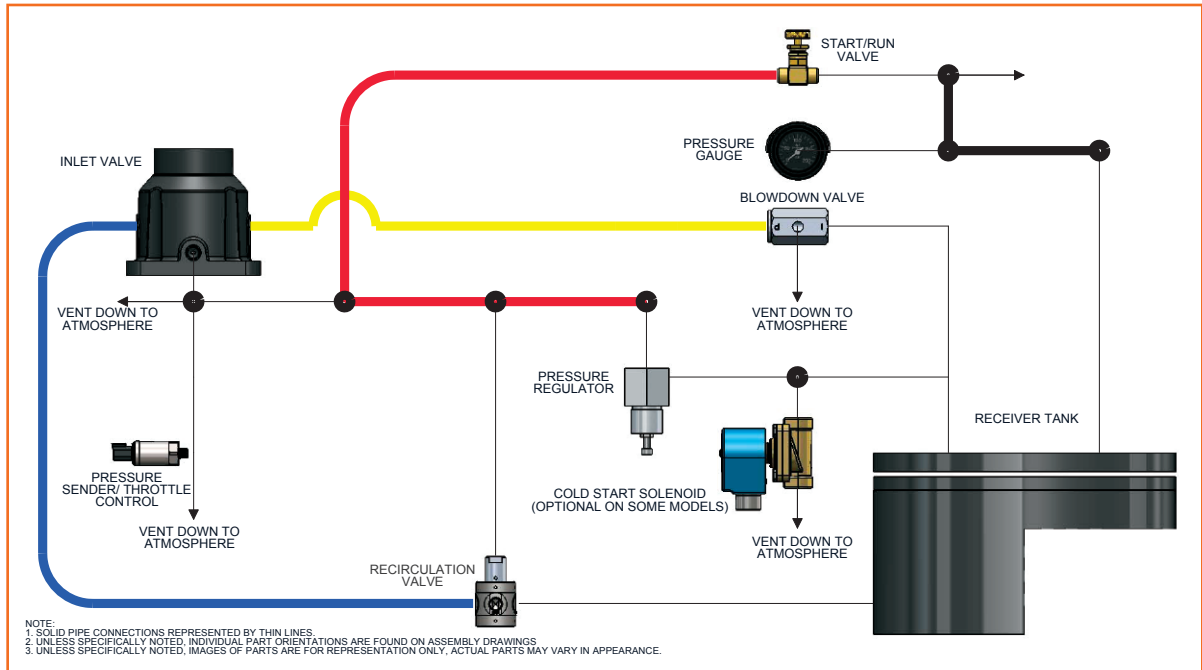 START/RUN
VALVE
PRESSURE
GAUGE
INLET VALVE
BLOWDOWN VALVE
d
I
VENT DOWN TO
ATMOSPHERE
VENT DOWN TO
ATMOSPHERE
PRESSURE
REGULATOR
RECEIVER TANK
PRESSURE
SENDER/ THROTTLE
CONTROL
COLD START SOLENOID
(OPTIONAL ON SOME MODELS)
VENT DOWN TO
ATMOSPHERE
VENT DOWN TO
ATMOSPHERE
RECIRCULATION
VALVE
NOTE:
1. SOLID PIPE CONNECTIONS REPRESENTED BY THIN LINES.
2. UNLESS SPECIFICALLY NOTED, INDIVIDUAL PART ORIENTATIONS ARE FOUND ON ASSEMBLY DRAWINGS
3. UNLESS SPECIFICALLY NOTED, IMAGES OF PARTS ARE FOR REPRESENTATION ONLY, ACTUAL PARTS MAY VARY IN APPEARANCE.